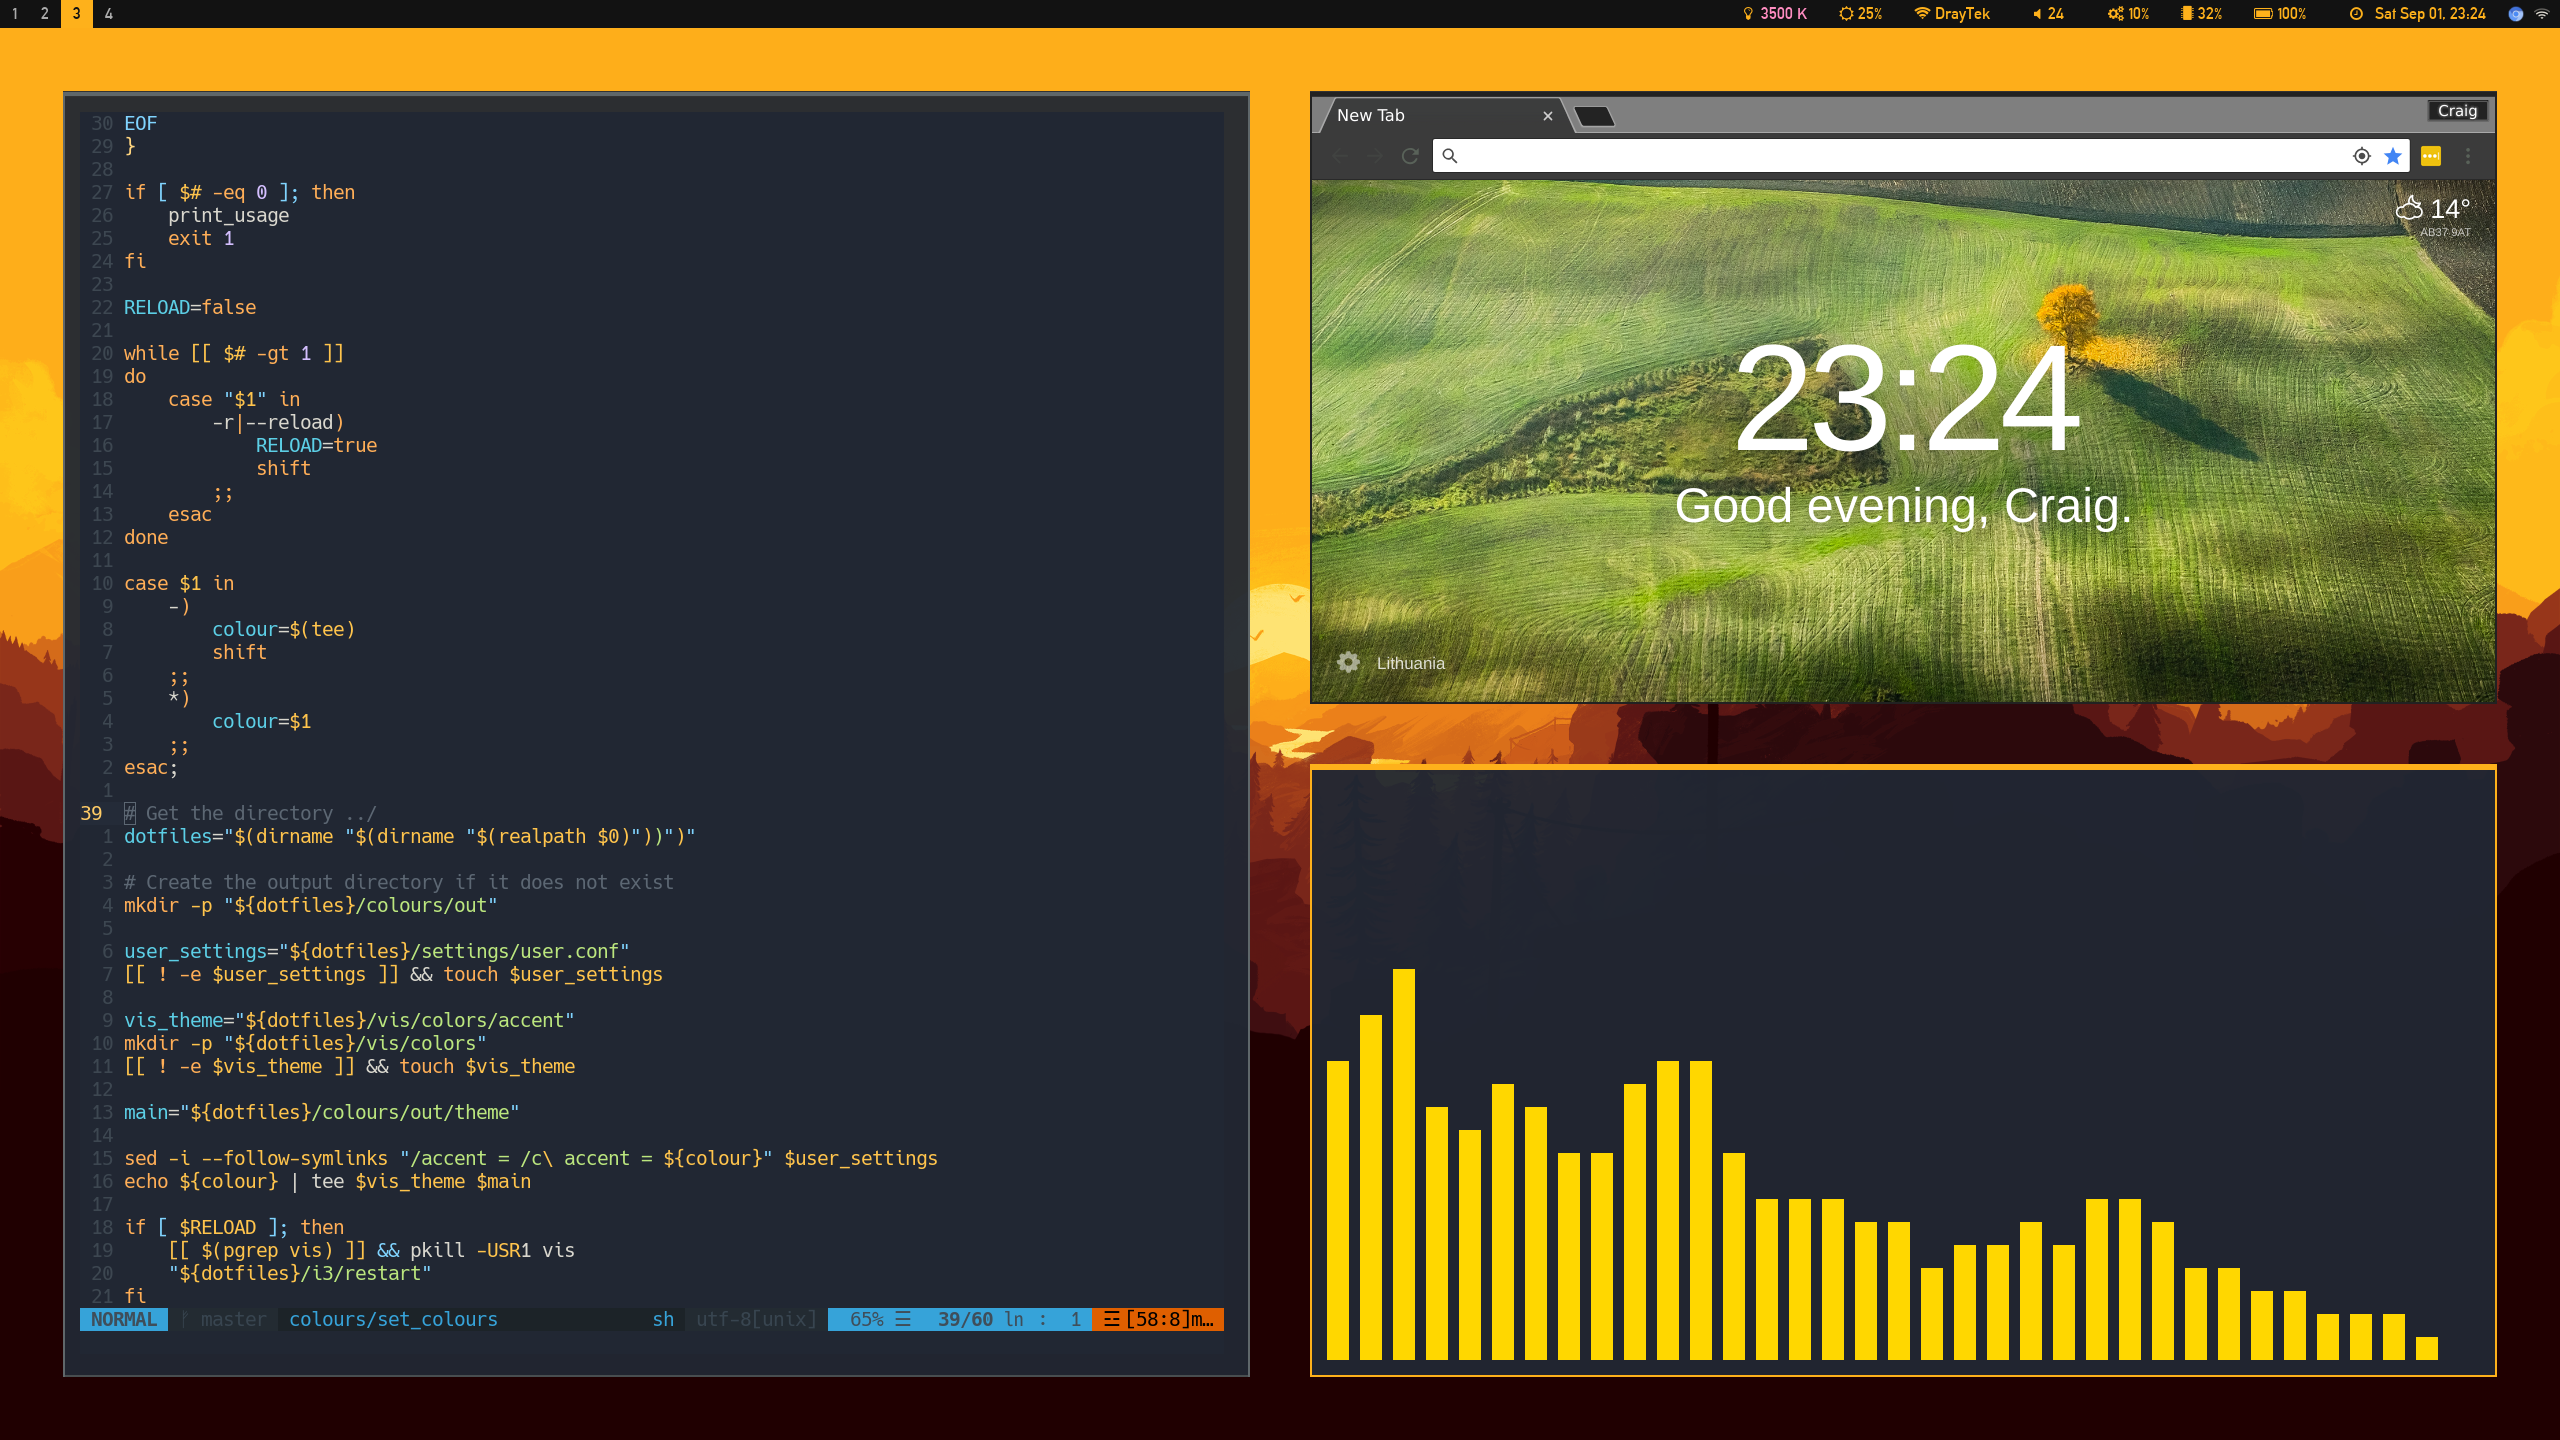 1 2 3 4 3500 K 25% DrayTek 24 10% 32% 100% Sat Sep 01, 23:24
30 EOF
29 }
28
27 if [ $# -eq 0 ]; then
26     print_usage
25     exit 1
24 fi
23
22 RELOAD=false
21
20 while [[ $# -gt 1 ]]
19 do
18     case "$1" in
17         -r|--reload)
16             RELOAD=true
15             shift
14         ;;
13     esac
12 done
11
10 case $1 in
9     -)
8         colour=$(tee)
7         shift
6     ;;
5     *)
4         colour=$1
3     ;;
2 esac;
1
39 # Get the directory ../
1 dotfiles="$(dirname "$(dirname "$(realpath $0)"))")"
2
3 # Create the output directory if it does not exist
4 mkdir -p "${dotfiles}/colours/out"
5
6 user_settings="${dotfiles}/settings/user.conf"
7 [[ ! -e $user_settings ]] && touch $user_settings
8
9 vis_theme="${dotfiles}/vis/colors/accent"
10 mkdir -p "${dotfiles}/vis/colors"
11 [[ ! -e $vis_theme ]] && touch $vis_theme
12
13 main="${dotfiles}/colours/out/theme"
14
15 sed -i --follow-symlinks "/accent = /c\ accent = ${colour}" $user_settings
16 echo ${colour} | tee $vis_theme $main
17
18 if [ $RELOAD ]; then
19     [[ $(pgrep vis) ]] && pkill -USR1 vis
20     "${dotfiles}/i3/restart"
21 fi
NORMAL master colours/set_colours sh utf-8[unix] 65% ☰ 39/60 ln : 1 ☲[58:8]m…
New Tab
Craig
14°
AB37 9AT
23:24
Good evening, Craig.
Lithuania